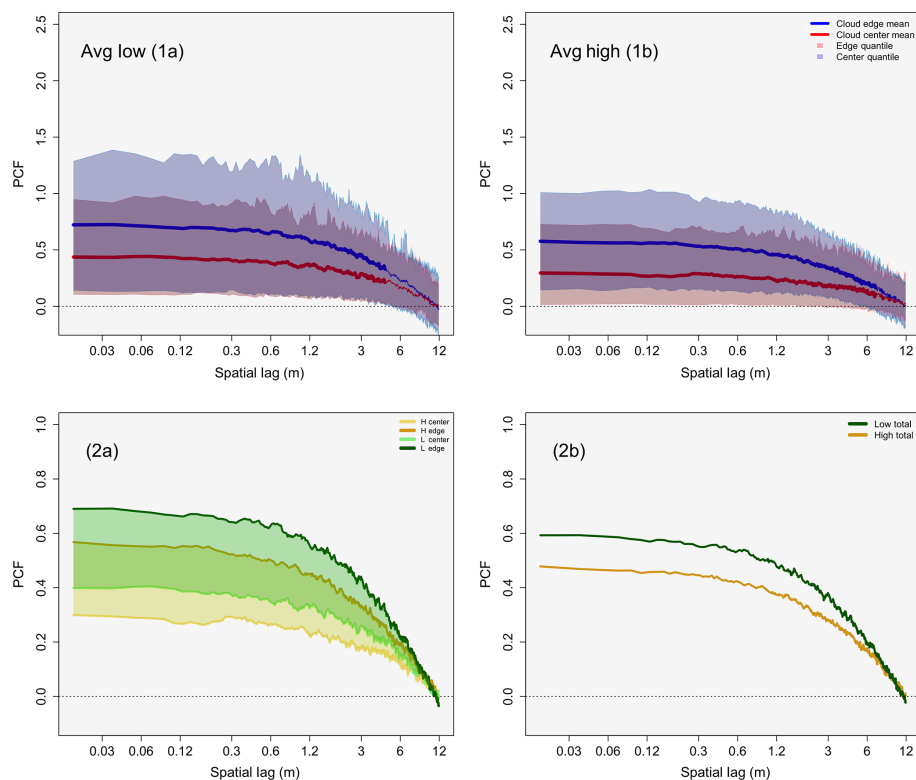 Avg low (1a)
PCF
0.0 0.5 1.0 1.5 2.0 2.5
0.03 0.06 0.12 0.3 0.6 1.2 3 6 12
Spatial lag (m)
Avg high (1b)
Cloud edge mean
Cloud center mean
Edge quantile
Center quantile
PCF
0.0 0.5 1.0 1.5 2.0 2.5
0.03 0.06 0.12 0.3 0.6 1.2 3 6 12
Spatial lag (m)
(2a)
H center
H edge
L center
L edge
PCF
0.0 0.2 0.4 0.6 0.8 1.0
0.03 0.06 0.12 0.3 0.6 1.2 3 6 12
Spatial lag (m)
(2b)
Low total
High total
PCF
0.0 0.2 0.4 0.6 0.8 1.0
0.03 0.06 0.12 0.3 0.6 1.2 3 6 12
Spatial lag (m)